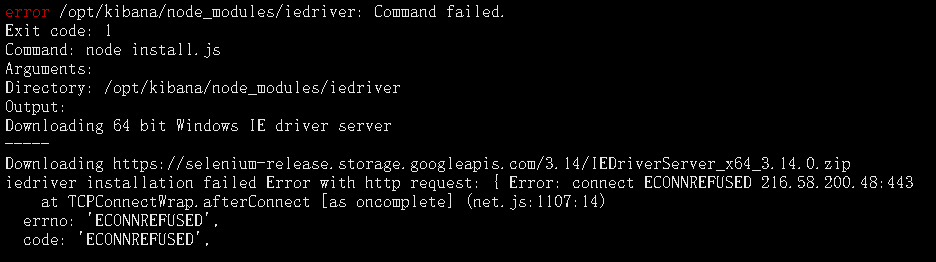 error /opt/kibana/node_modules/iedriver: Command failed.
Exit code: 1
Command: node install.js
Arguments:
Directory: /opt/kibana/node_modules/iedriver
Output:
Downloading 64 bit Windows IE driver server
-----
Downloading https://selenium-release.storage.googleapis.com/3.14/IEDriverServer_x64_3.14.0.zip
iedriver installation failed Error with http request: { Error: connect ECONNREFUSED 216.58.200.48:443
    at TCPConnectWrap.afterConnect [as oncomplete] (net.js:1107:14)
  errno: 'ECONNREFUSED',
  code: 'ECONNREFUSED',